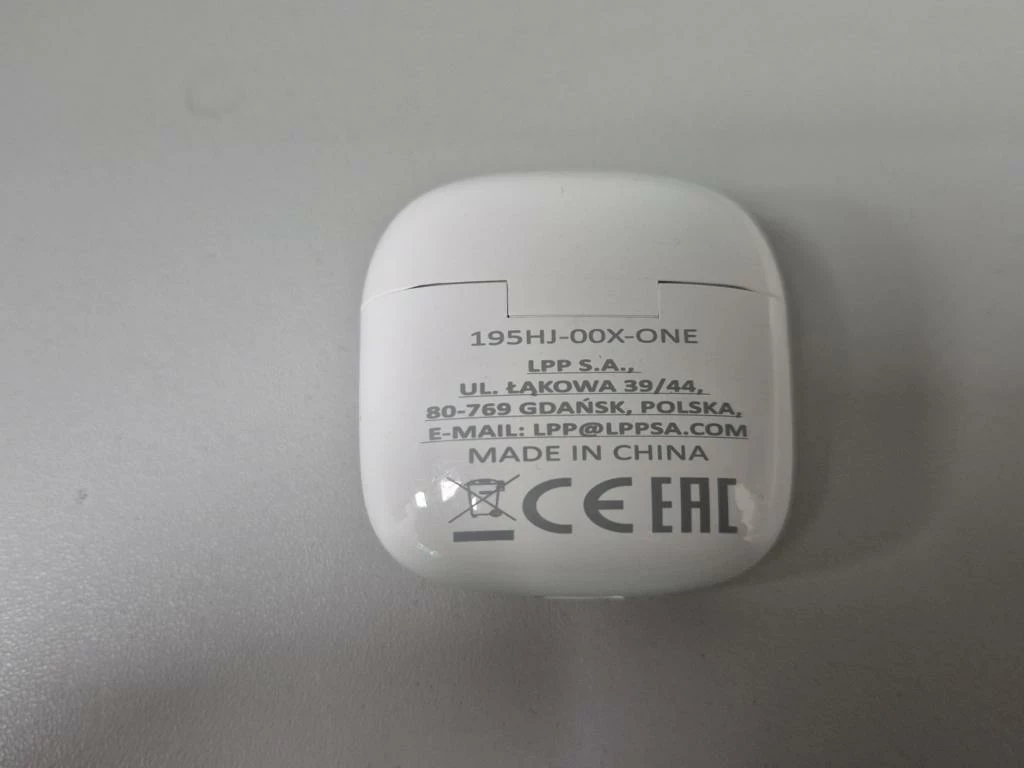 195HJ-00X-ONE
LPP S.A.,
UL. ŁĄKOWA 39/44,
80-769 GDAŃSK, POLSKA,
E-MAIL: LPP@LPPSA.COM
MADE IN CHINA
CE EAC